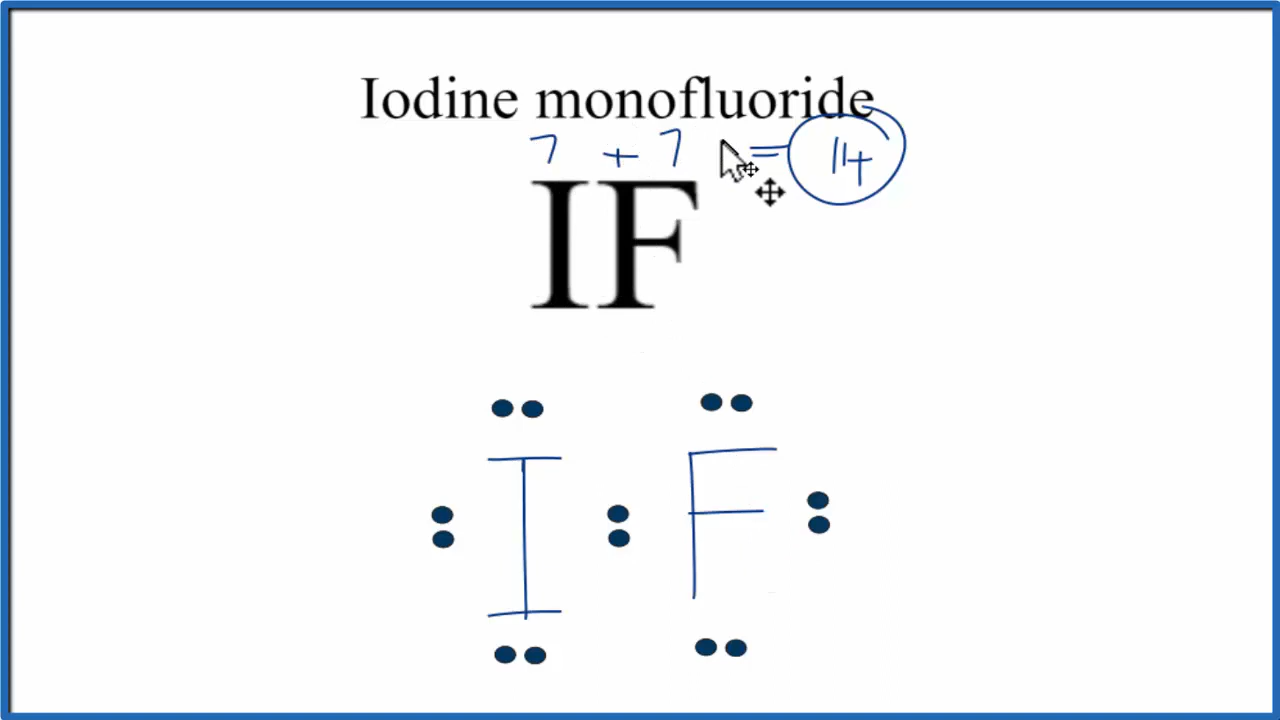 Iodine monofluoride
7 + 7 = 14
IF
I F